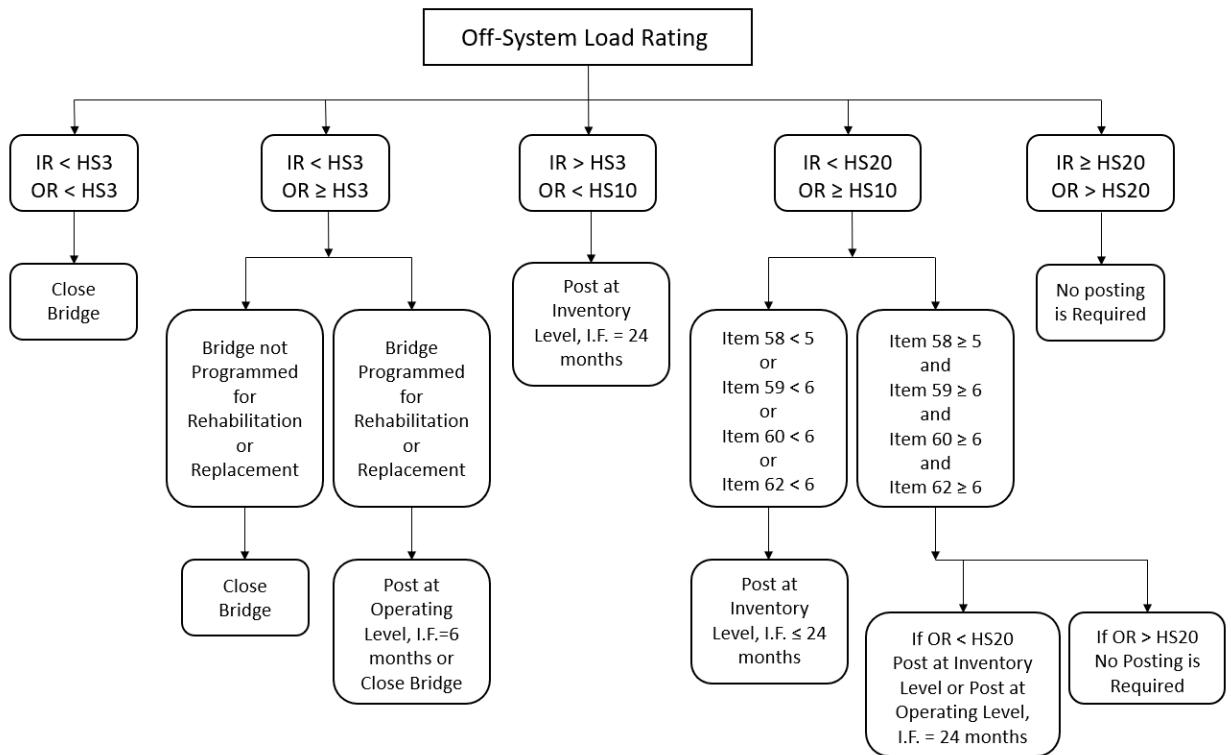 Off-System Load Rating
IR < HS3
OR < HS3
IR < HS3
OR ≥ HS3
IR > HS3
OR < HS10
IR < HS20
OR ≥ HS10
IR ≥ HS20
OR > HS20
Close
Bridge
Bridge not
Programmed
for
Rehabilitation
or
Replacement
Bridge
Programmed
for
Rehabilitation
or
Replacement
Post at
Inventory
Level, I.F. = 24
months
Item 58 < 5
or
Item 59 < 6
or
Item 60 < 6
or
Item 62 < 6
Item 58 ≥ 5
and
Item 59 ≥ 6
and
Item 60 ≥ 6
and
Item 62 ≥ 6
No posting
is Required
Close
Bridge
Post at
Operating
Level, I.F.=6
months or
Close Bridge
Post at
Inventory
Level, I.F. ≤ 24
months
If OR < HS20
Post at Inventory
Level or Post at
Operating Level,
I.F. = 24 months
If OR > HS20
No Posting is
Required